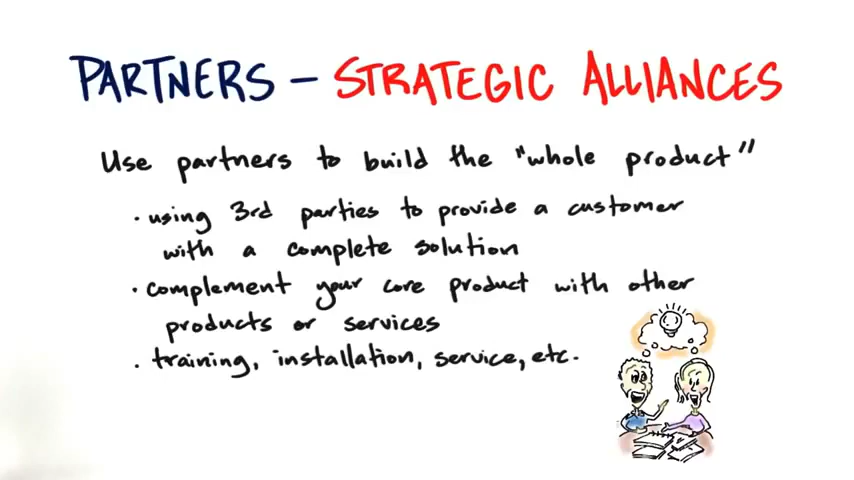 PARTNERS – STRATEGIC ALLIANCES
Use partners to build the "whole product"
· using 3rd parties to provide a customer
with a complete solution
· complement your core product with other
products or services
· training, installation, service, etc.